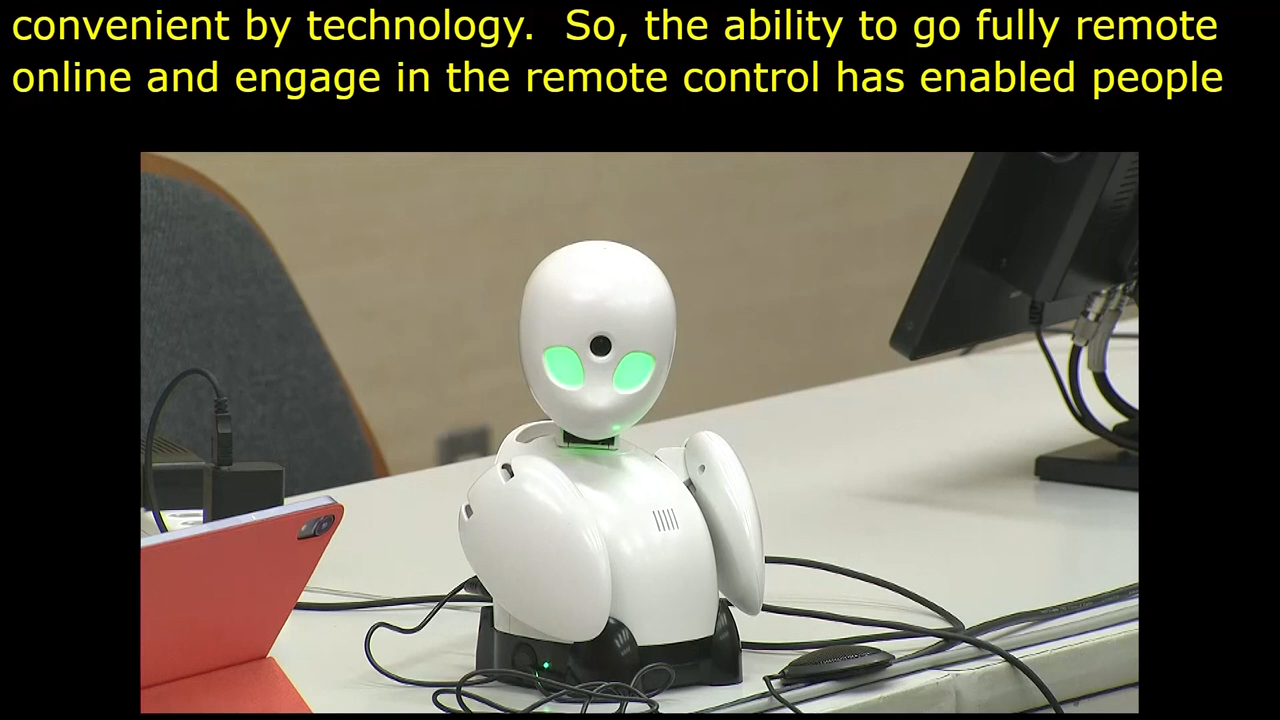 convenient by technology.  So, the ability to go fully remote
online and engage in the remote control has enabled people